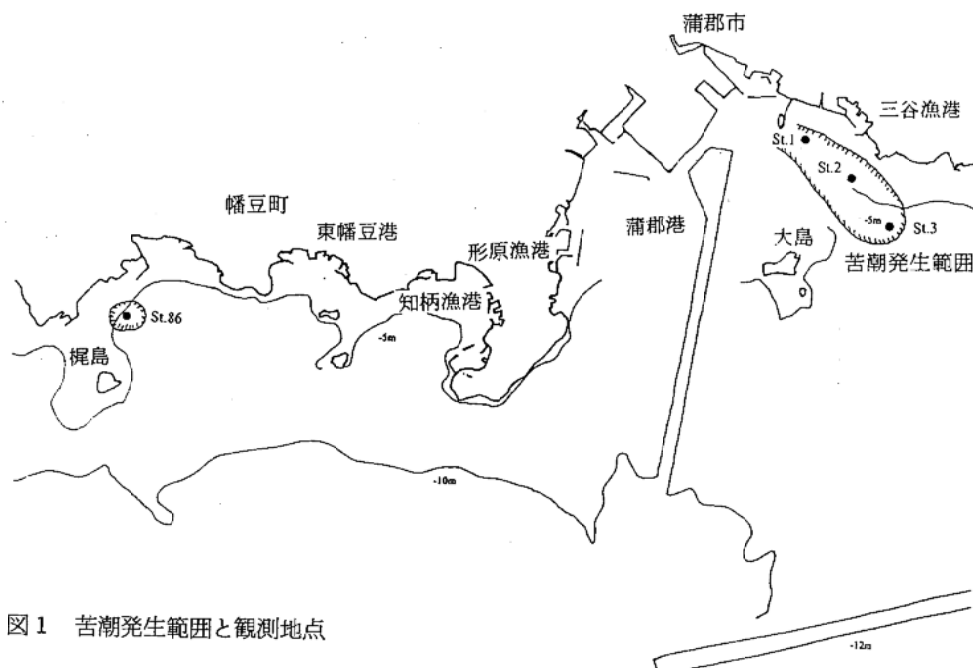 蒲郡市
三谷漁港
St.1
St.2
幡豆町
東幡豆港
形原漁港
蒲郡港
大島
-5m
St.3
苦潮発生範囲
知柄漁港
St.86
-5m
梶島
-10m
図1 苦潮発生範囲と観測地点
-12m